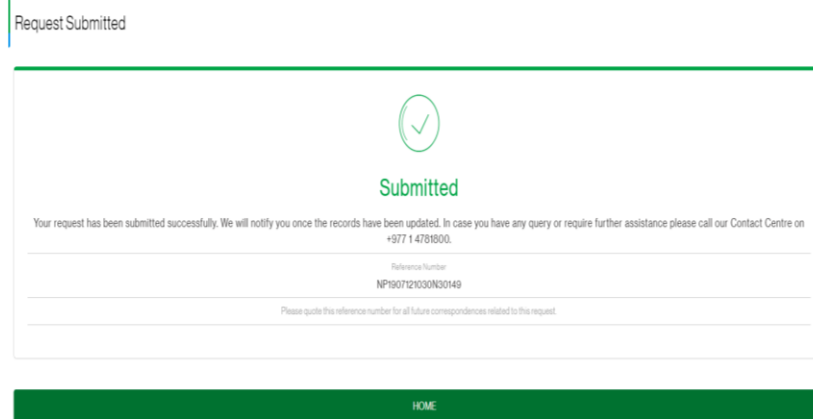 Request Submitted
Submitted
Your request has been submitted successfully. We will notify you once the records have been updated. In case you have any query or require further assistance please call our Contact Centre on
+977 1 4781800.
Reference Number
NP1907121030N30149
Please quote this reference number for all future correspondences related to this request
HOME